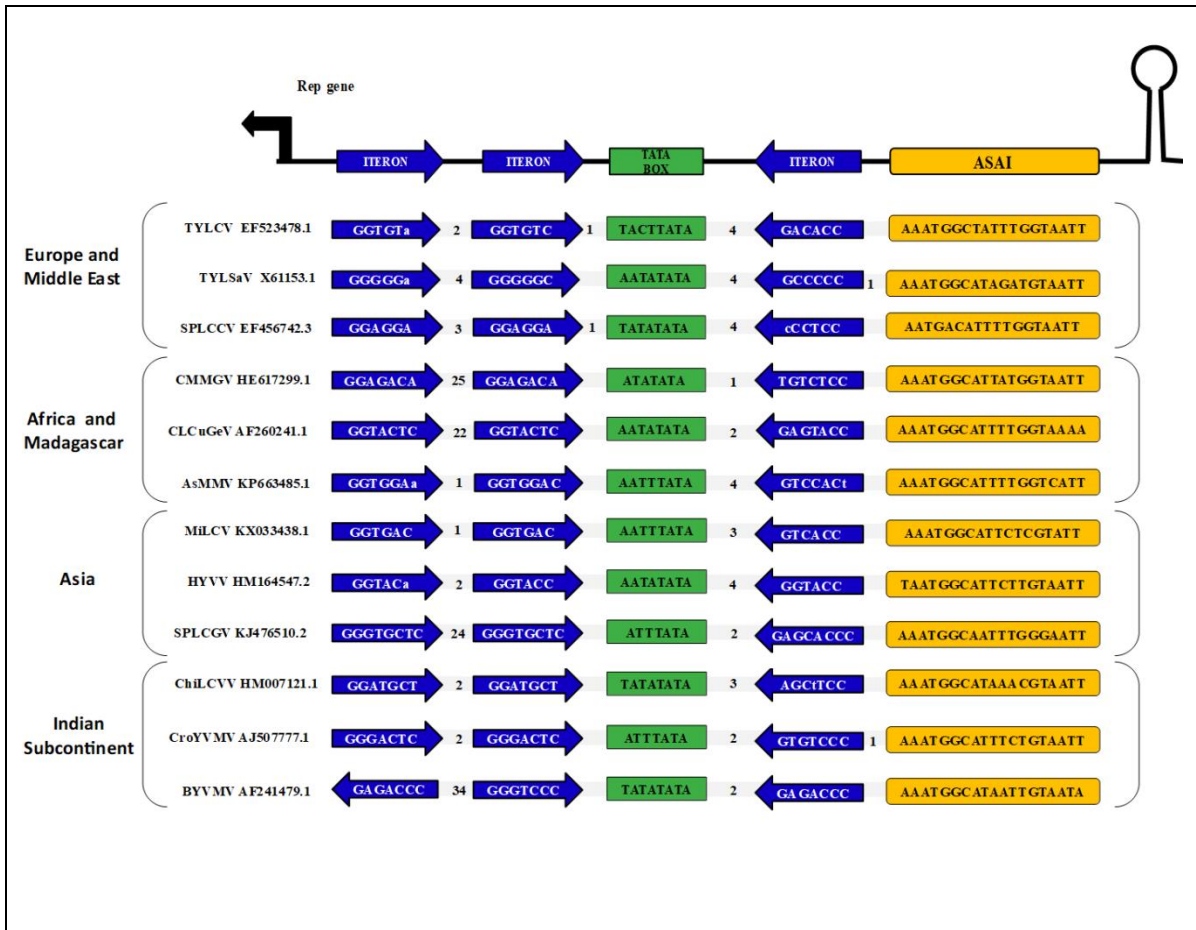 Rep gene
ITERON ITERON TATA BOX ITERON ASAI
Europe and Middle East
TYLCV EF523478.1 GGTGTa 2 GGTGTC 1 TACTTATA 4 GACACC AAATGGCTATTTGGTAATT
TYLSaV X61153.1 GGGGGa 4 GGGGGC AATATATA 4 GCCCCC 1 AAATGGCATAGATGTAATT
SPLCCV EF456742.3 GGAGGA 3 GGAGGA 1 TATATATA 4 cCCTCC AATGACATTTTGGTAATT
Africa and Madagascar
CMMGV HE617299.1 GGAGACA 25 GGAGACA ATATATA 1 TGTCTCC AAATGGCATTATGGTAATT
CLCuGeV AF260241.1 GGTACTC 22 GGTACTC AATATATA 2 GAGTACC AAATGGCATTTTGGTAAAA
AsMMV KP663485.1 GGTGGAa 1 GGTGGAC AATTTATA 4 GTCCACt AAATGGCATTTTGGTCATT
Asia
MiLCV KX033438.1 GGTGAC 1 GGTGAC AATTTATA 3 GTCACC AAATGGCATTCTCGTATT
HYVV HM164547.2 GGTACa 2 GGTACC AATATATA 4 GGTACC TAATGGCATTCTTGTAATT
SPLCGV KJ476510.2 GGGTGCTC 24 GGGTGCTC ATTTATA 2 GAGCACCC AAATGGCAATTTGGGAATT
Indian Subcontinent
ChiLCVV HM007121.1 GGATGCT 2 GGATGCT TATATATA 3 AGCtTCC AAATGGCATAAACGTAATT
CroYVMV AJ507777.1 GGGACTC 2 GGGACTC ATTTATA 2 GTGTCCC 1 AAATGGCATTTCTGTAATT
BYVMV AF241479.1 GAGACCC 34 GGGTCCC TATATATA 2 GAGACCC AAATGGCATAATTGTAATA